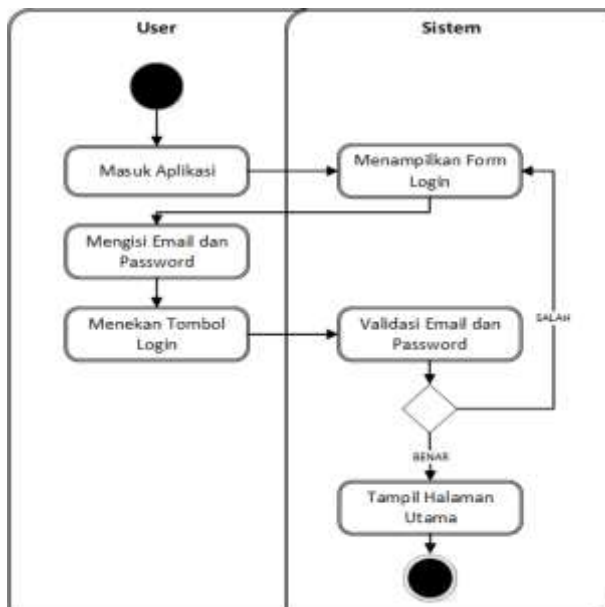 User
Sistem
Masuk Aplikasi
Menampilkan Form
Login
Mengisi Email dan
Password
Menekan Tombol
Login
Validasi Email dan
Password
SALAH
BENAR
Tampil Halaman
Utama